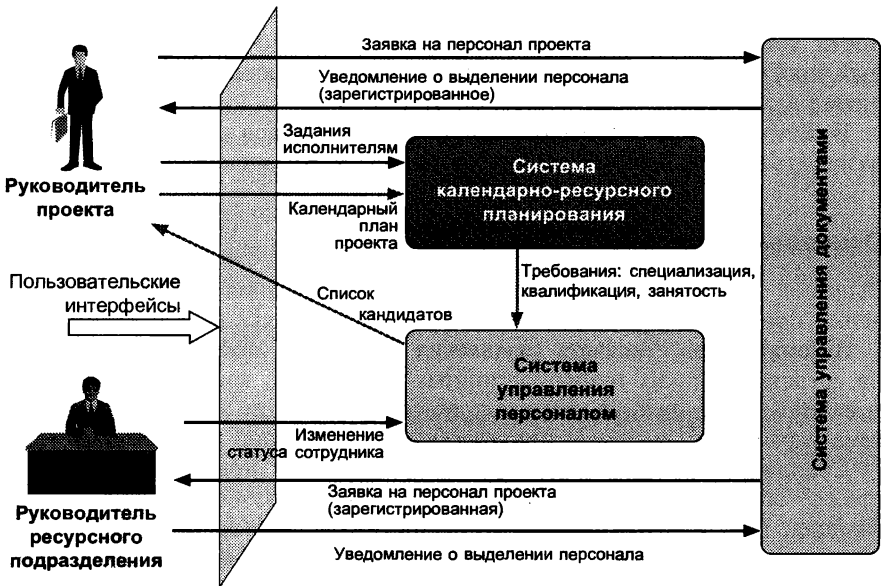 Заявка на персонал проекта
Уведомление о выделении персонала
(зарегистрированное)
Задания
исполнителям
Руководитель
проекта
Календарный
план
проекта
Система
календарно-ресурсного
планирования
Система управления документами
Требования: специализация,
квалификация, занятость
Пользовательские
интерфейсы
Список
кандидатов
Система
управления
персоналом
Изменение
статуса сотрудника
Заявка на персонал проекта
(зарегистрированная)
Руководитель
ресурсного
подразделения
Уведомление о выделении персонала